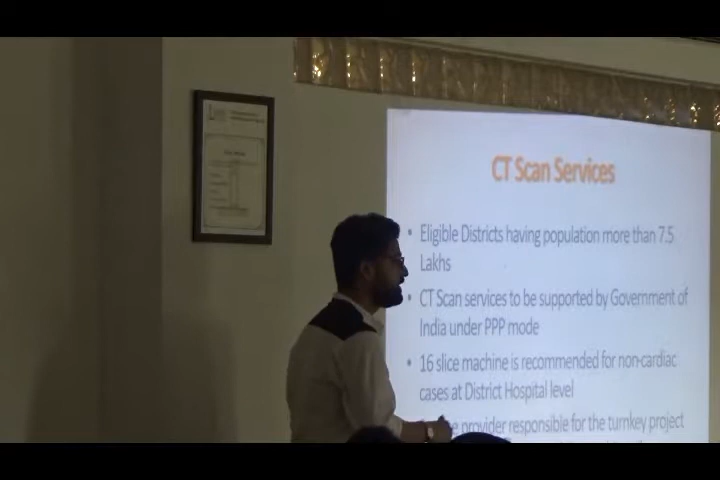 CT Scan Services
• Eligible Districts having population more than 7.5
Lakhs
• CT Scan services to be supported by Government of
India under PPP mode
• 16 slice machine is recommended for non-cardiac
cases at District Hospital level
provider responsible for the turnkey project